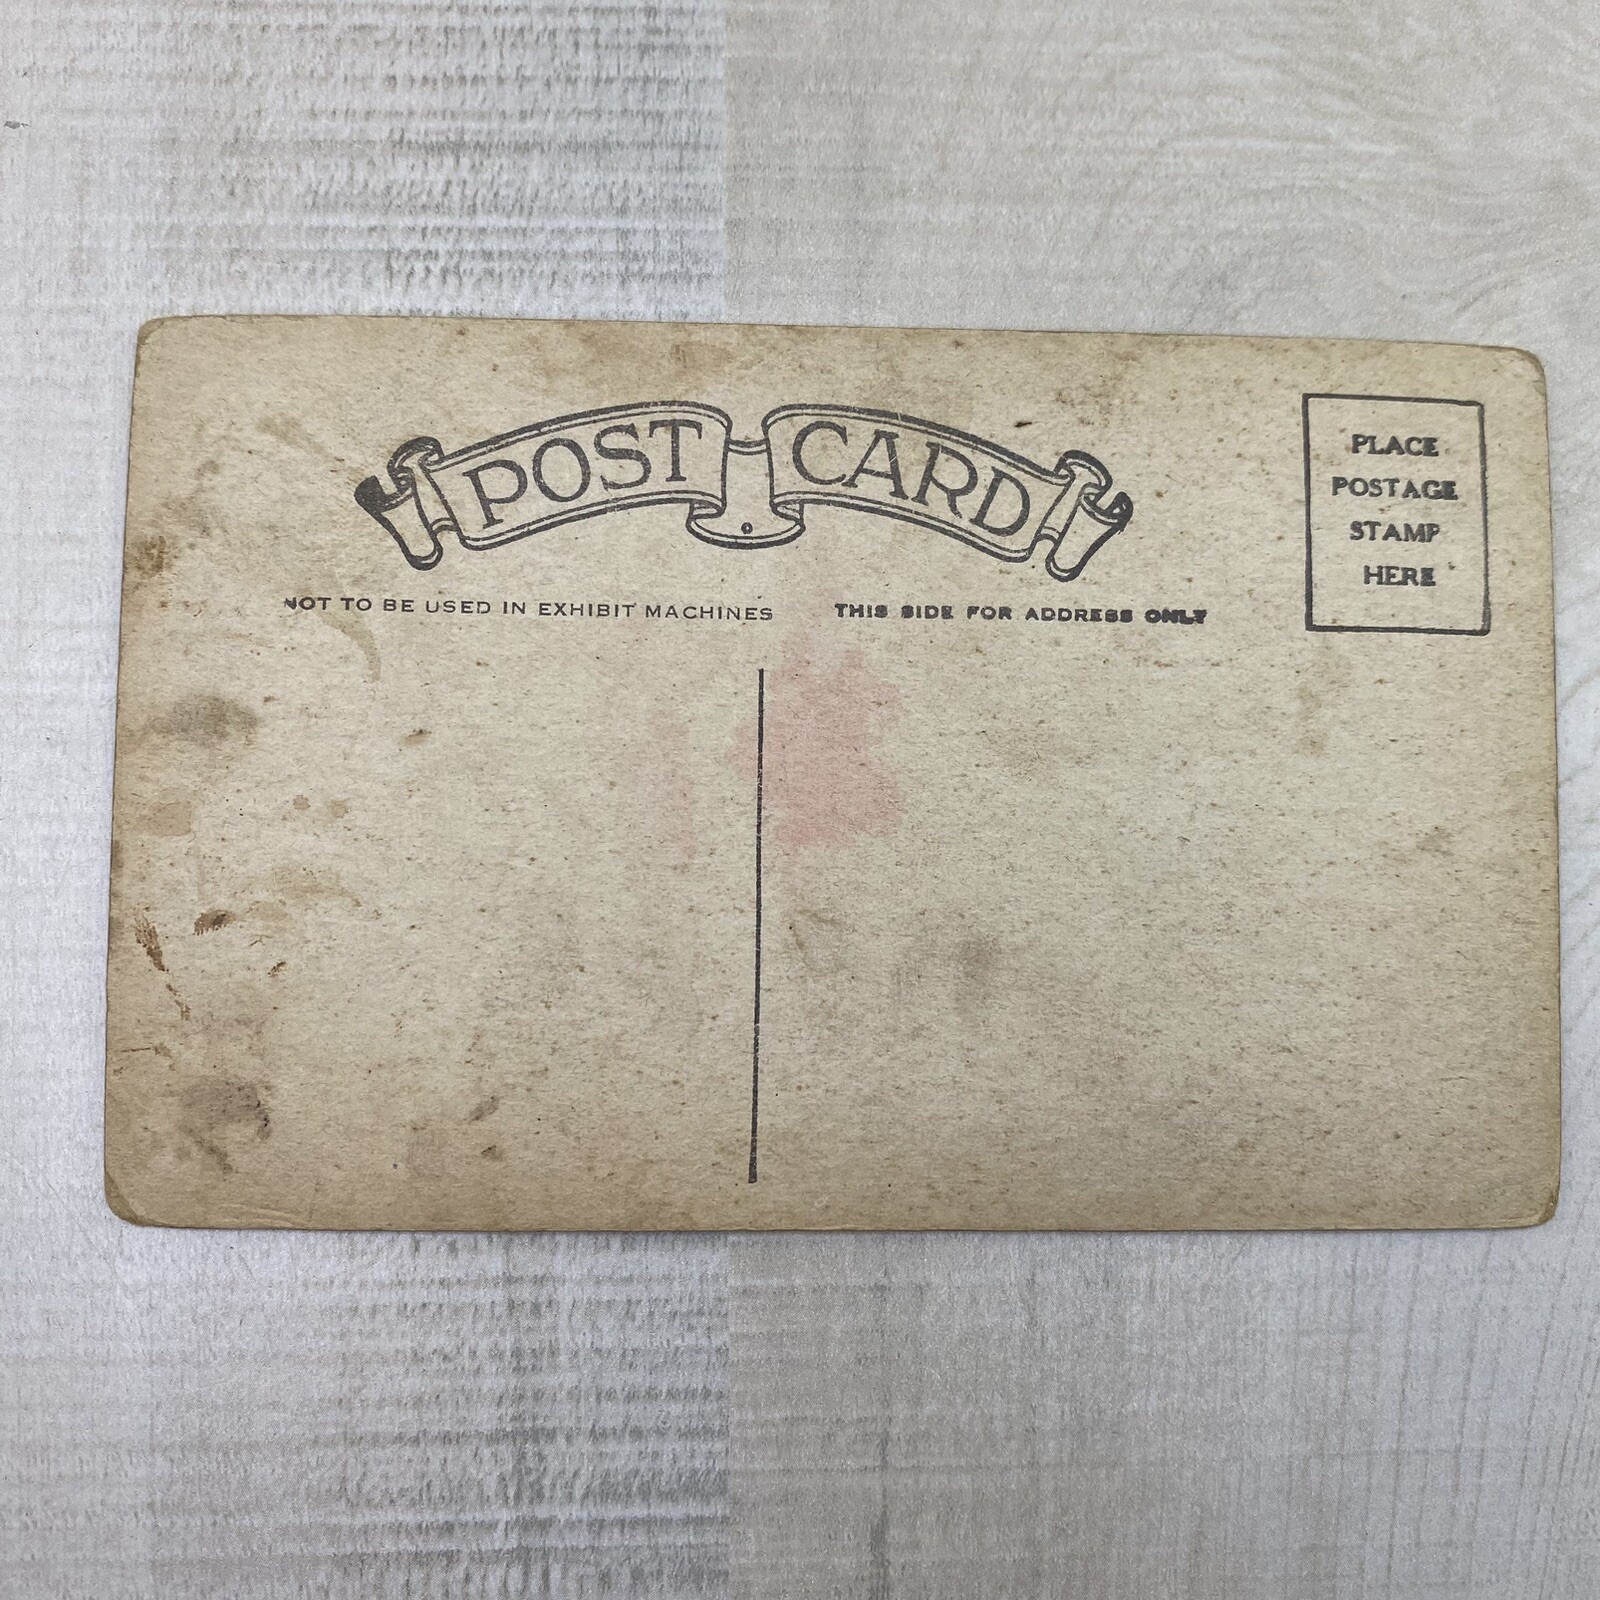 POST CARD
NOT TO BE USED IN EXHIBIT MACHINES
THIS SIDE FOR ADDRESS ONLY
PLACE
POSTAGE
STAMP
HERE